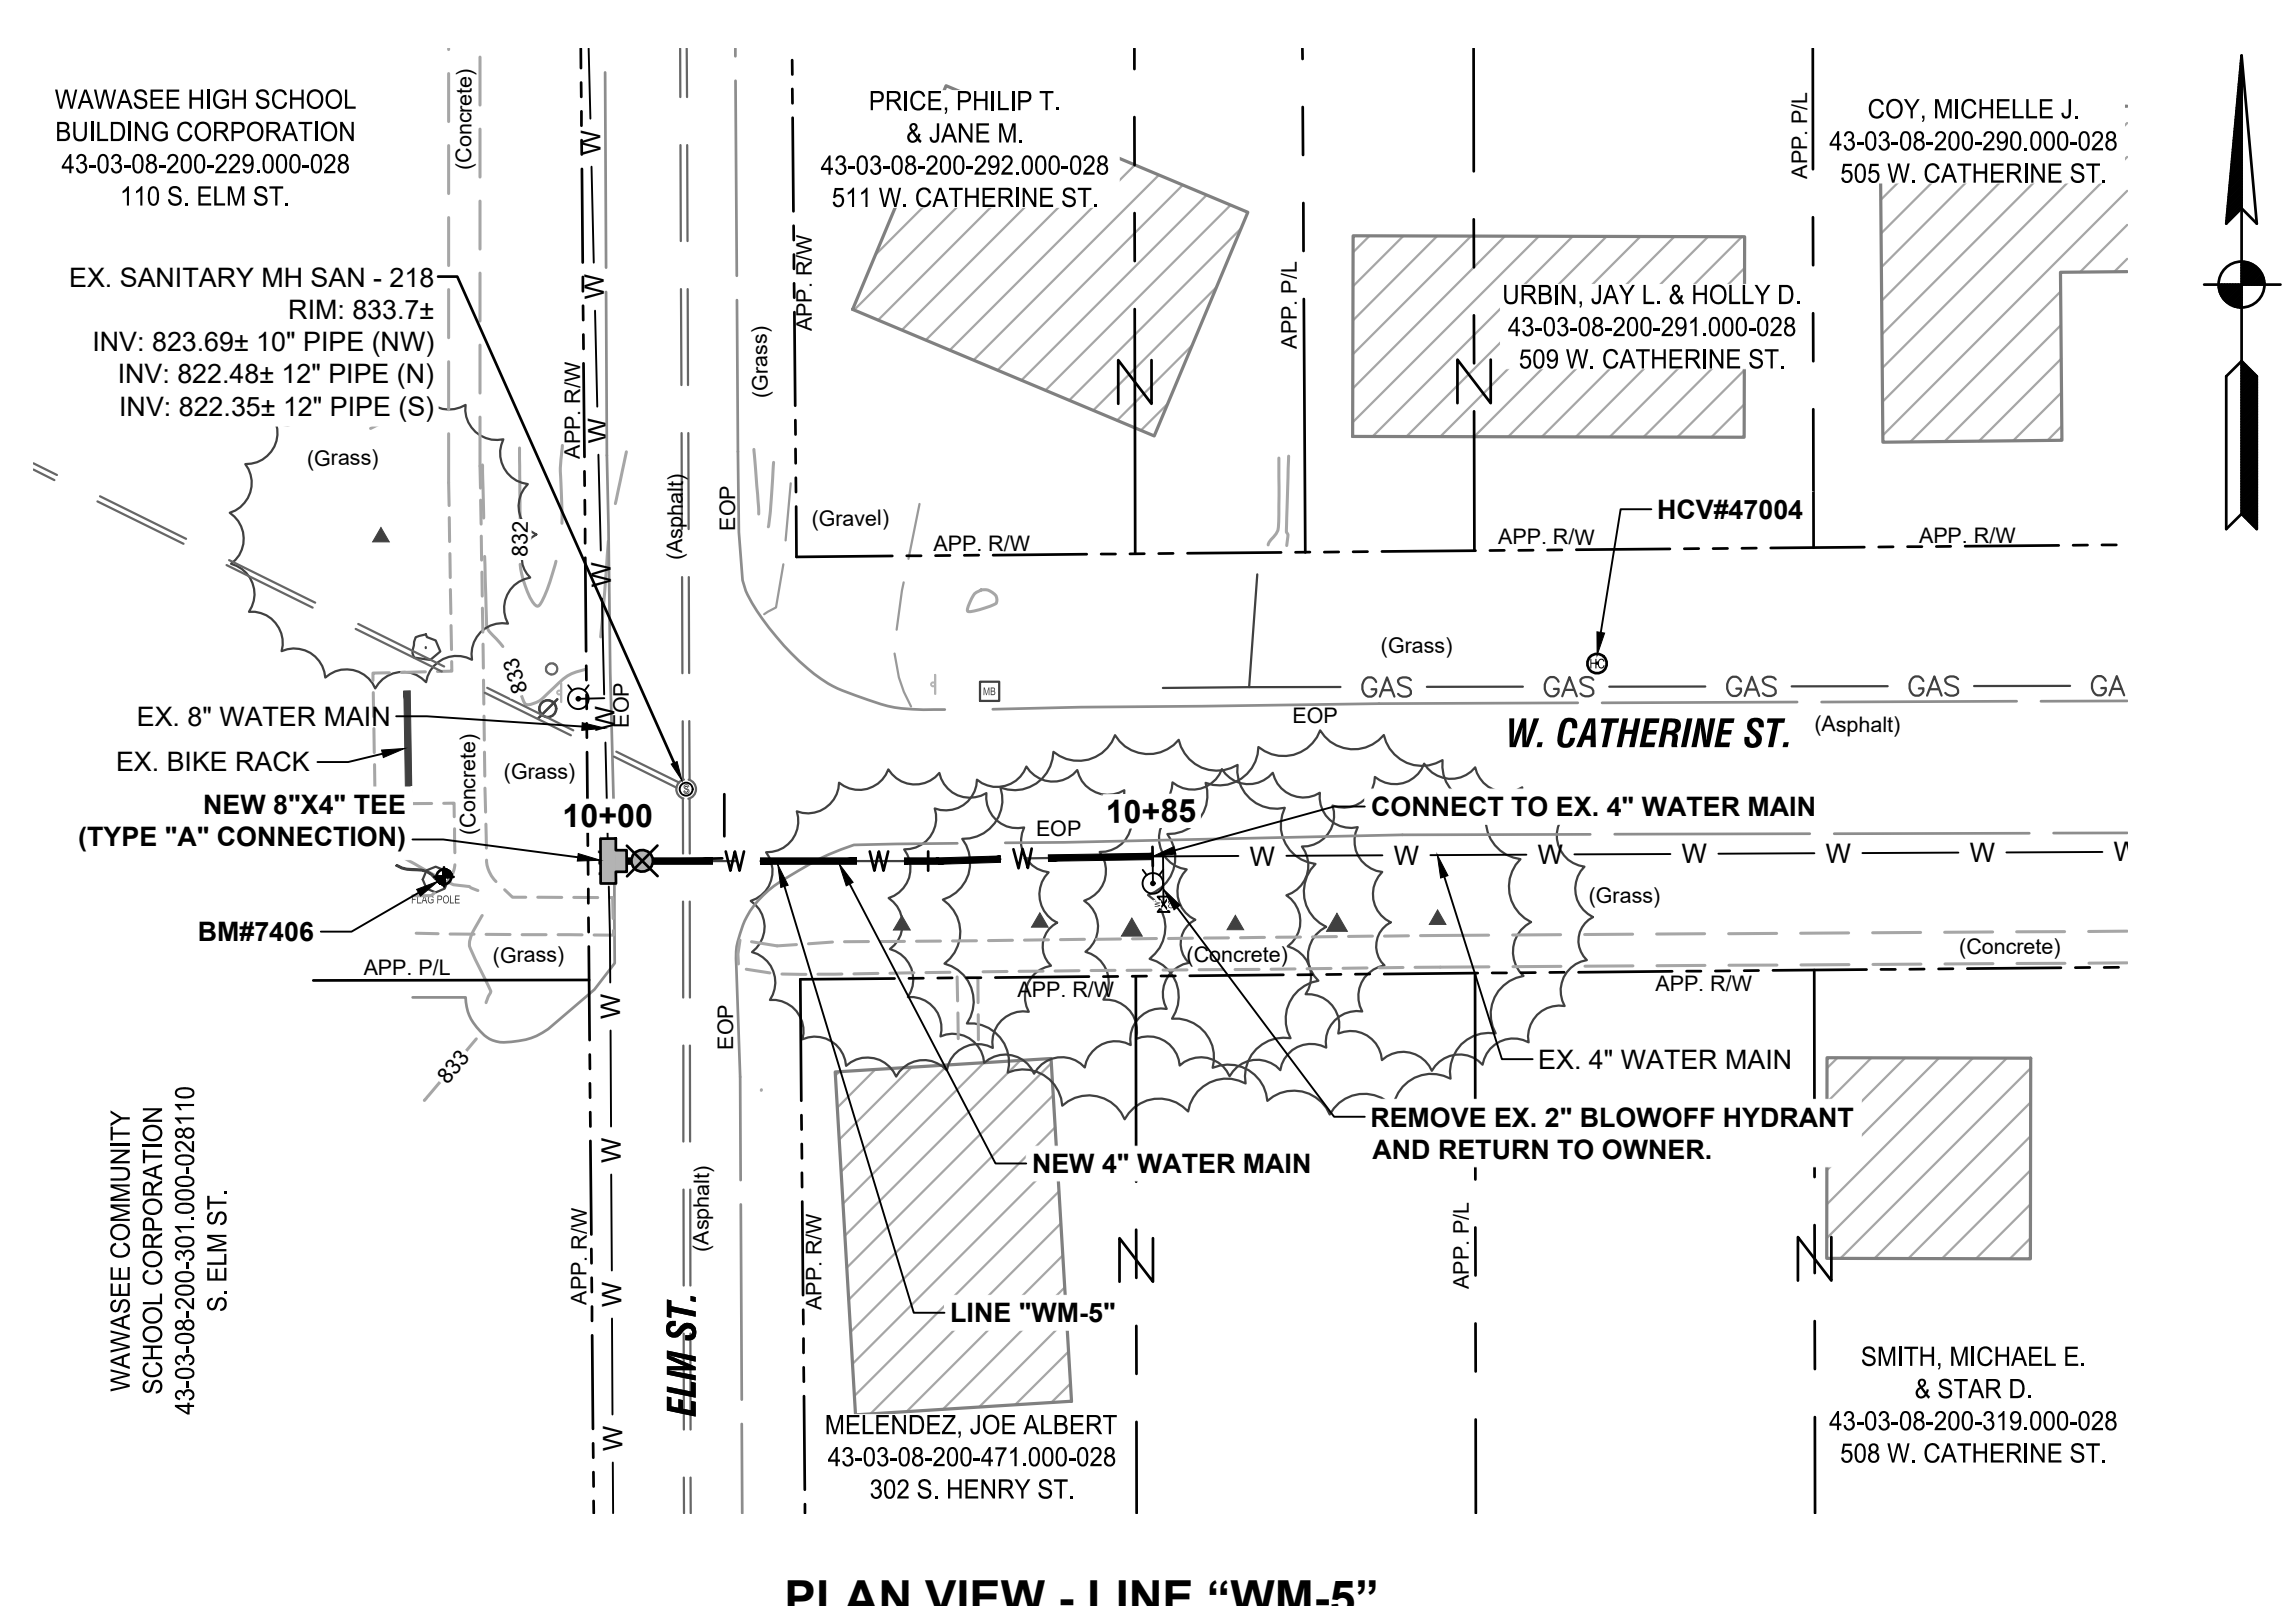 WAWASEE HIGH SCHOOL
BUILDING CORPORATION
43-03-08-200-229.000-028
110 S. ELM ST.
(Concrete)
W
W
W
W
PRICE, PHILIP T.
& JANE M.
43-03-08-200-292.000-028
511 W. CATHERINE ST.
APP. P/L
COY, MICHELLE J.
43-03-08-200-290.000-028
505 W. CATHERINE ST.
EX. SANITARY MH SAN - 218
RIM: 833.7±
INV: 823.69± 10" PIPE (NW)
INV: 822.48± 12" PIPE (N)
INV: 822.35± 12" PIPE (S)
APP. R/W
APP. R/W
(Grass)
APP. P/L
URBIN, JAY L. & HOLLY D.
43-03-08-200-291.000-028
509 W. CATHERINE ST.
N
N
(Grass)
832
(Asphalt)
EOP
(Gravel)
APP. R/W
HCV#47004
APP. R/W
APP. R/W
W
833
(Grass)
HC
GAS
GAS
GAS
GAS
GA
MB
EX. 8" WATER MAIN
W
EOP
EOP
W. CATHERINE ST.
(Asphalt)
EX. BIKE RACK
(Concrete)
(Grass)
NEW 8"X4" TEE
(TYPE "A" CONNECTION)
10+00
10+85
CONNECT TO EX. 4" WATER MAIN
EOP
W
W
W
W
W
W
W
W
W
W
FLAG POLE
BM#7406
(Grass)
(Grass)
(Concrete)
(Concrete)
APP. P/L
APP. R/W
APP. R/W
W
EOP
833
EX. 4" WATER MAIN
REMOVE EX. 2" BLOWOFF HYDRANT
AND RETURN TO OWNER.
NEW 4" WATER MAIN
W
WAWASEE COMMUNITY
SCHOOL CORPORATION
43-03-08-200-301.000-028110
S. ELM ST.
APP. R/W
(Asphalt)
APP. R/W
APP. P/L
N
N
W
LINE "WM-5"
ELM ST.
W
MELENDEZ, JOE ALBERT
43-03-08-200-471.000-028
302 S. HENRY ST.
SMITH, MICHAEL E.
& STAR D.
43-03-08-200-319.000-028
508 W. CATHERINE ST.
PLAN VIEW - LINE “WM-5”